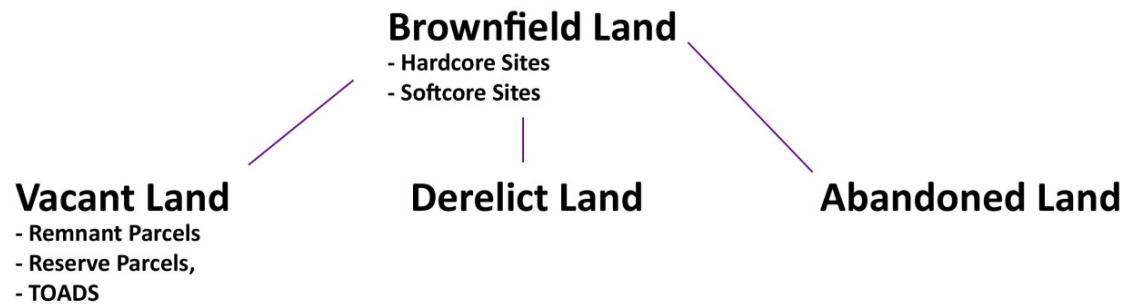 Brownfield Land
- Hardcore Sites
- Softcore Sites
Vacant Land
- Remnant Parcels
- Reserve Parcels,
- TOADS
Derelict Land
Abandoned Land